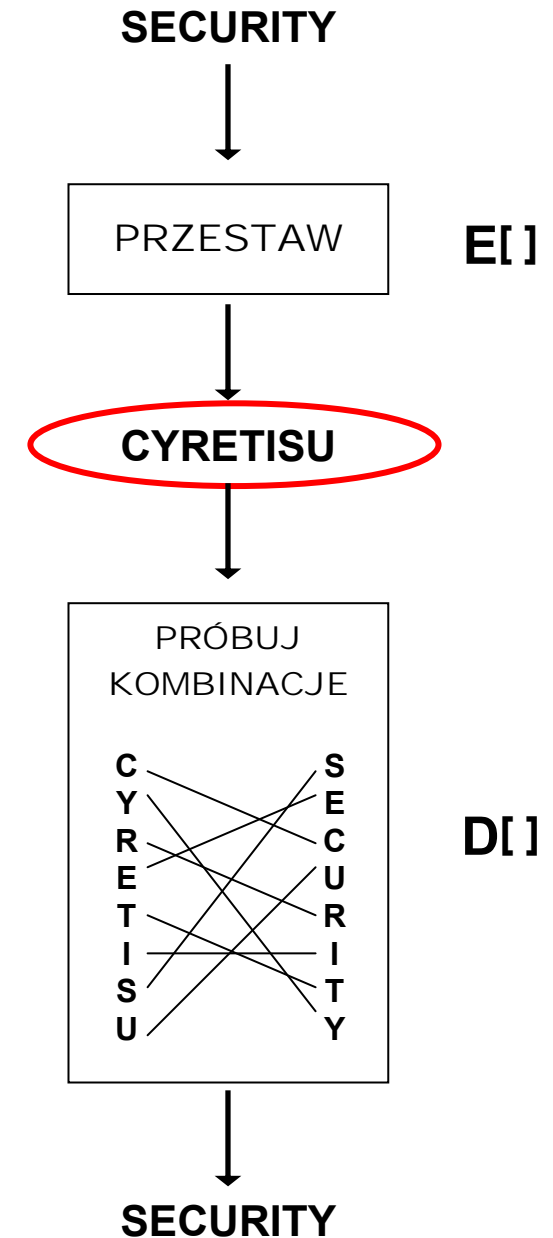 SECURITY
PRZESTAW
E[ ]
CYRETISU
PRÓBUJ
KOMBINACJE
C S
Y E
R C
E U
T R
I I
S T
U Y
D[ ]
SECURITY